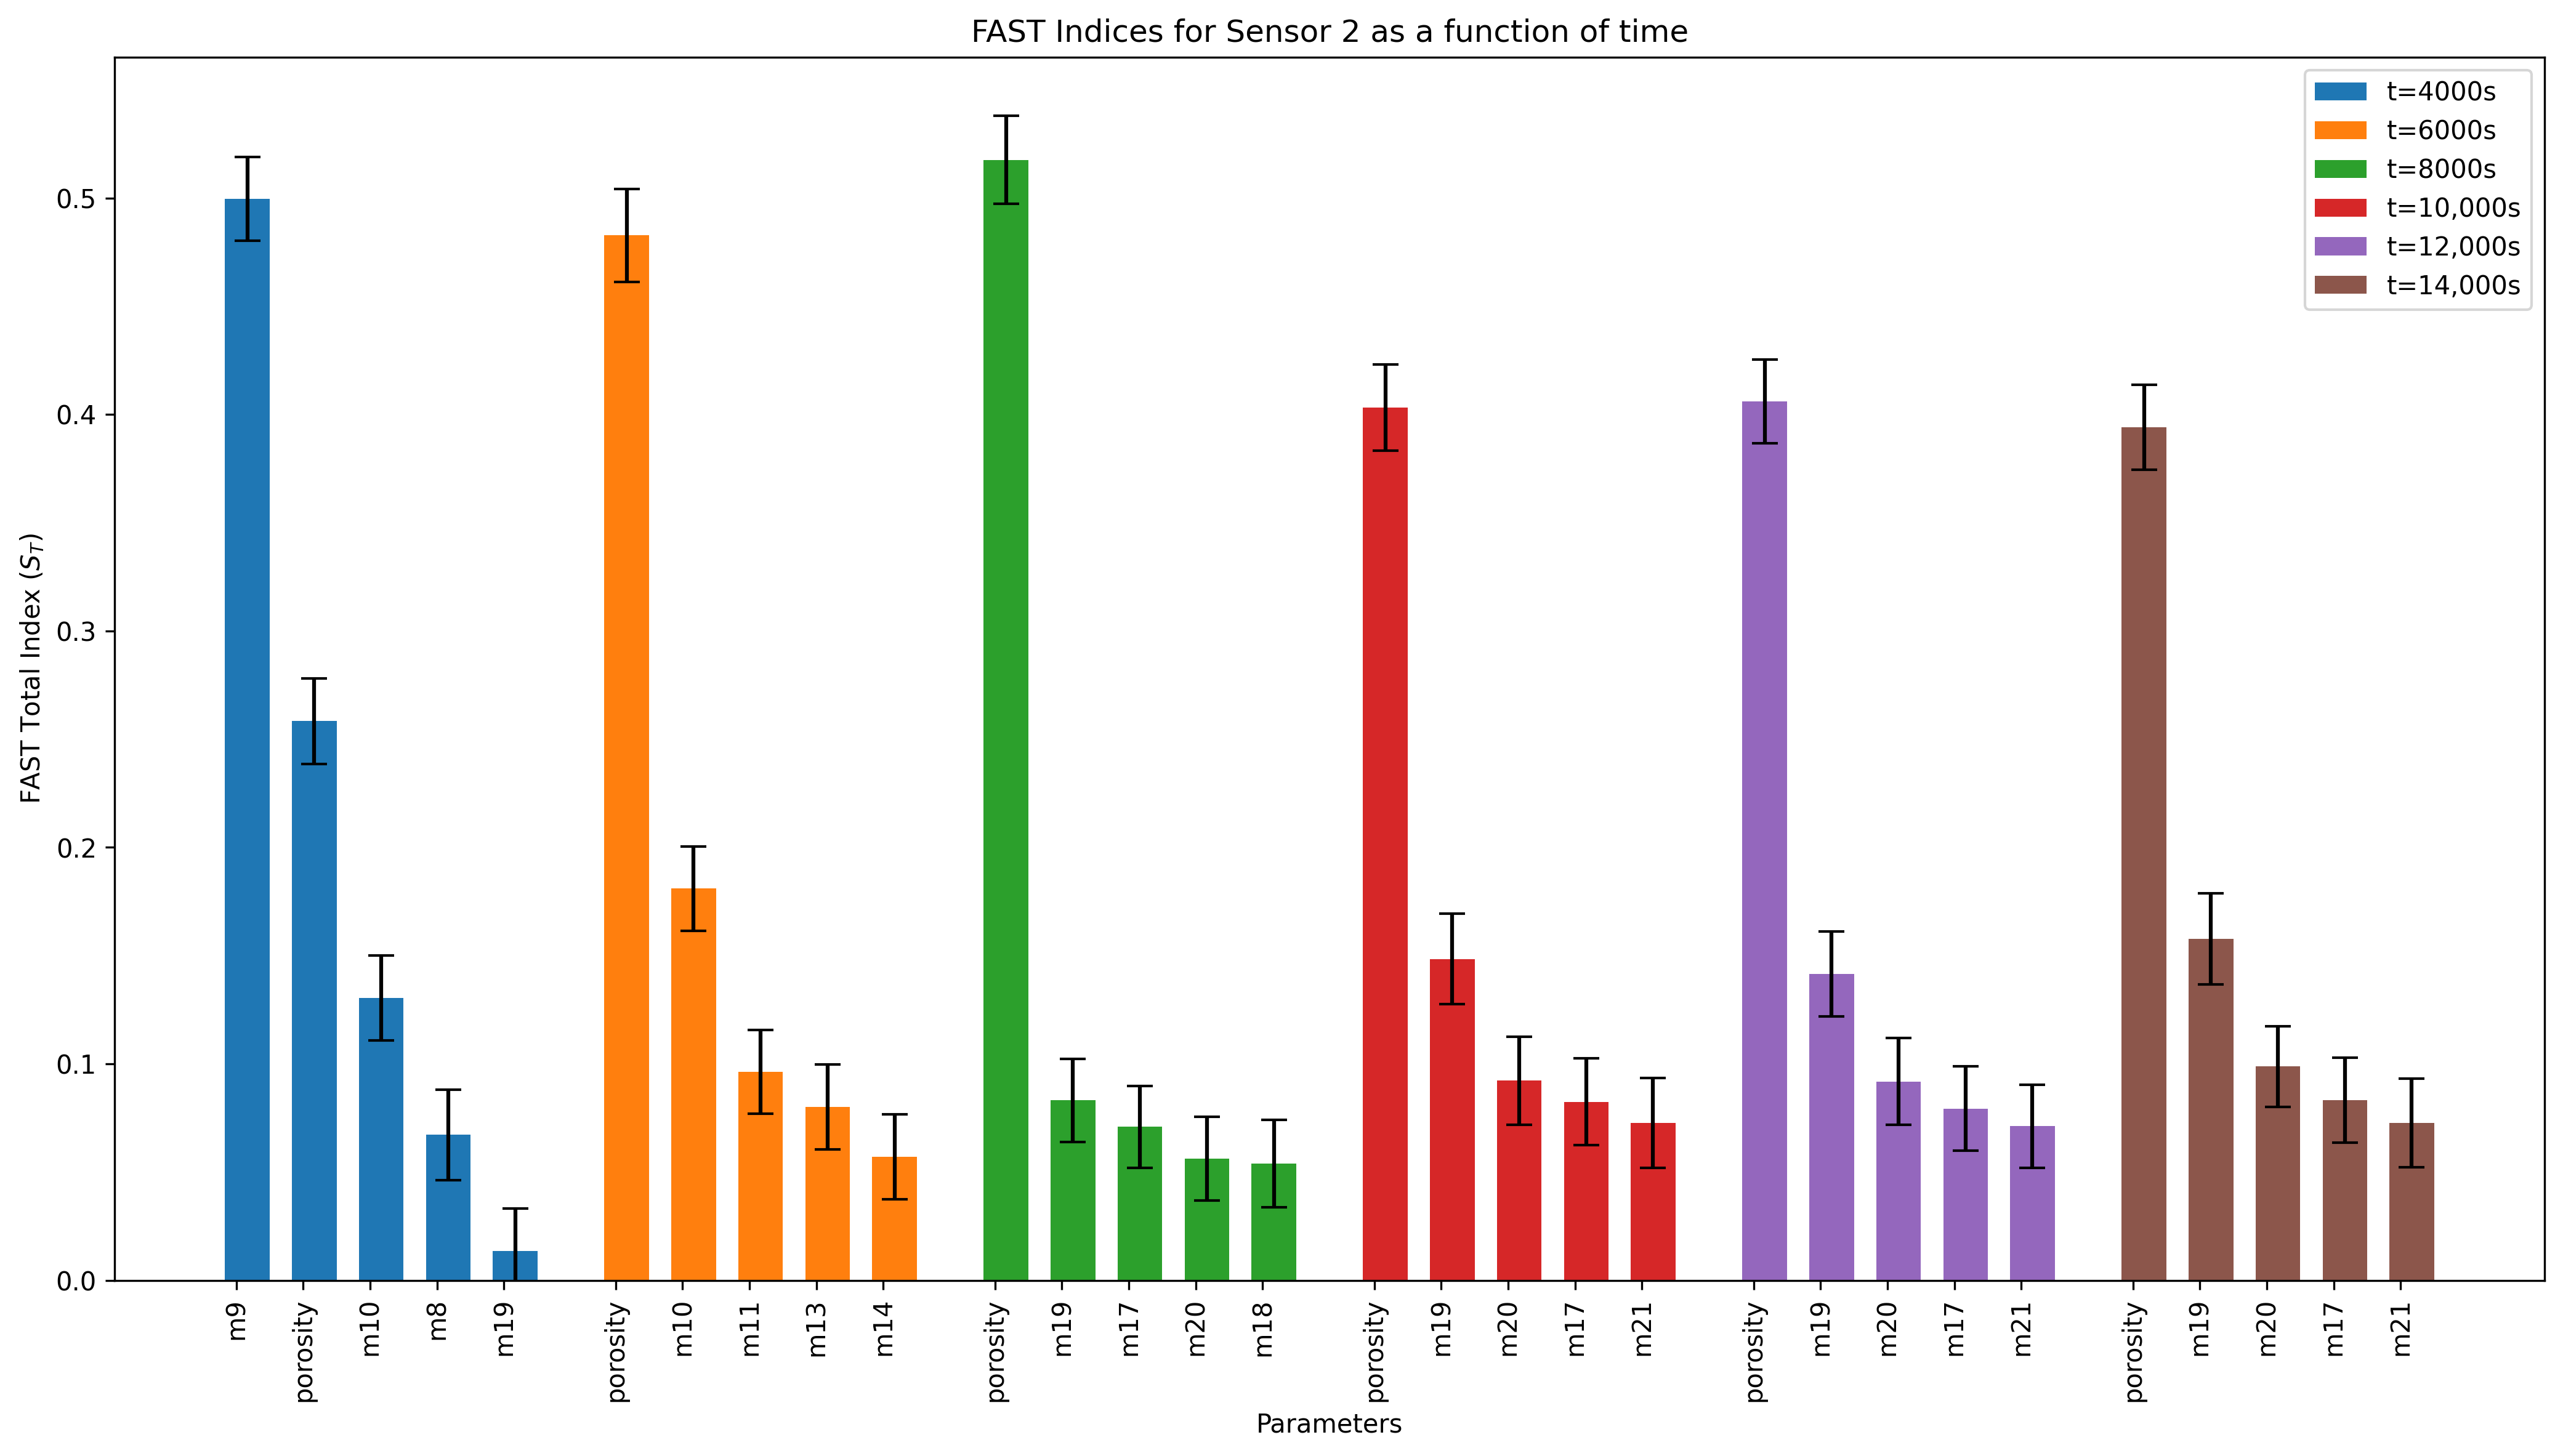 FAST Indices for Sensor 2 as a function of time
t=4000s
t=6000s
t=8000s
t=10,000s
t=12,000s
t=14,000s
FAST Total Index (S_T)
0.5
0.4
0.3
0.2
0.1
0.0
m9
porosity
m10
m8
m19
porosity
m10
m11
m13
m14
porosity
m19
m17
m20
m18
porosity
m19
m20
m17
m21
porosity
m19
m20
m17
m21
porosity
m19
m20
m17
m21
Parameters